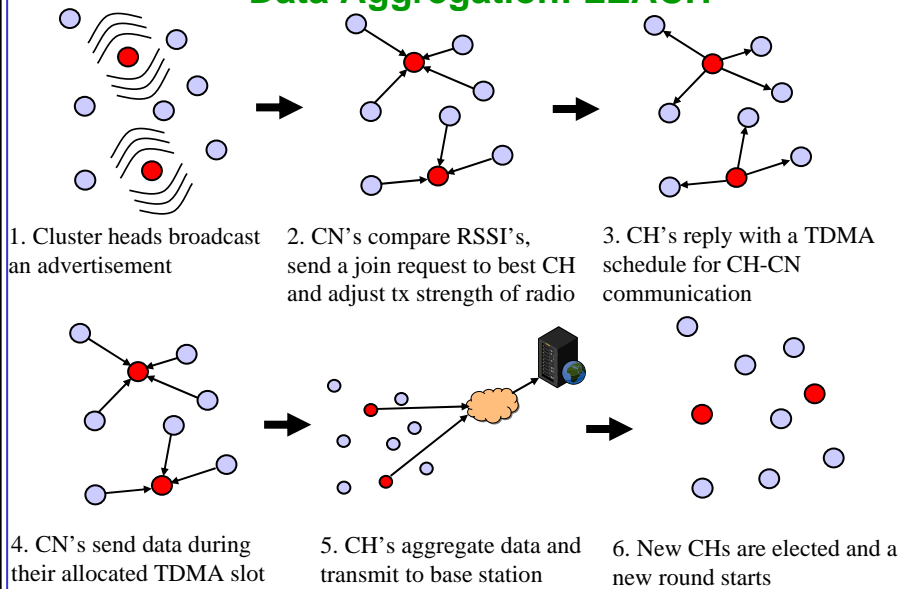 Data Aggregation: LEACH
1. Cluster heads broadcast
an advertisement
2. CN's compare RSSI's,
send a join request to best CH
and adjust tx strength of radio
3. CH's reply with a TDMA
schedule for CH-CN
communication
4. CN's send data during
their allocated TDMA slot
5. CH's aggregate data and
transmit to base station
6. New CHs are elected and a
new round starts